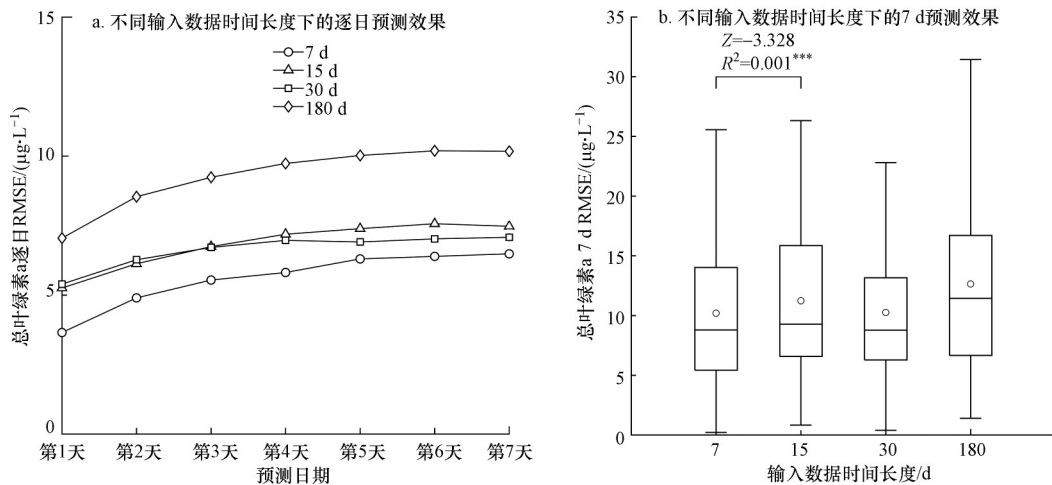 a. 不同输入数据时间长度下的逐日预测效果
7 d
15 d
30 d
180 d
15
10
5
0
总叶绿素a逐日RMSE/(μg·L⁻¹)
第1天 第2天 第3天 第4天 第5天 第6天 第7天
预测日期
b. 不同输入数据时间长度下的7 d预测效果
Z=−3.328
R²=0.001***
35
30
25
20
15
10
5
0
总叶绿素a 7 d RMSE/(μg·L⁻¹)
7 15 30 180
输入数据时间长度/d